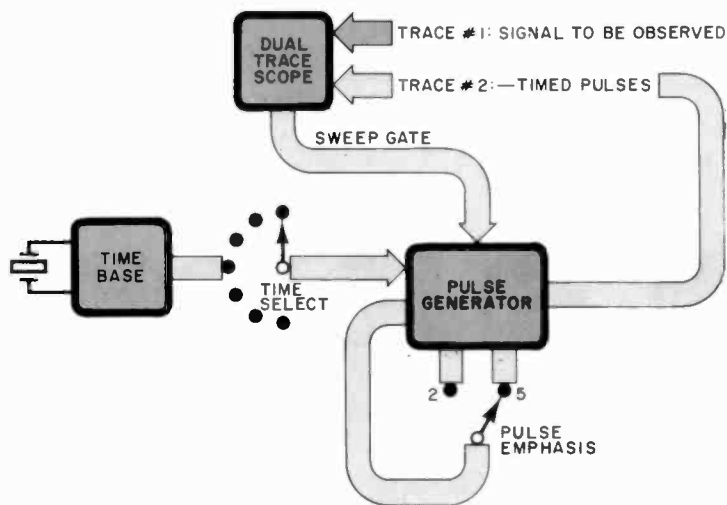 DUAL
TRACE
SCOPE
TRACE #1: SIGNAL TO BE OBSERVED
TRACE #2:—TIMED PULSES
SWEEP GATE
TIME
BASE
TIME
SELECT
PULSE
GENERATOR
2
5
PULSE
EMPHASIS